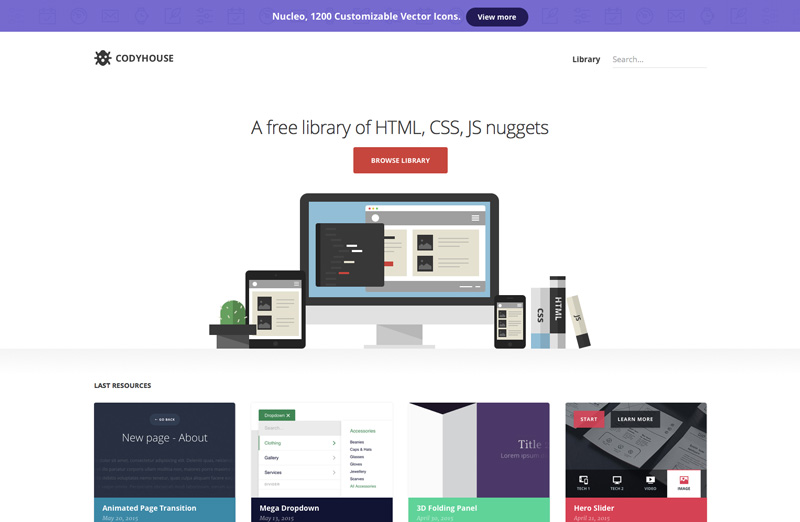 Nucleo, 1200 Customizable Vector Icons. View more
CODYHOUSE
Library Search...
A free library of HTML, CSS, JS nuggets
BROWSE LIBRARY
CSS HTML JS
LAST RESOURCES
← GO BACK
New page - About
Animated Page Transition
May 20, 2015
Dropdown ×
Search...
Clothing
Gallery
Services
Accessories
Beanies
Caps & Hats
Glasses
Gloves
Jewellery
Scarves
All Accessories
Mega Dropdown
May 13, 2015
Title
Lorem ipsum
3D Folding Panel
April 30, 2015
START LEARN MORE
TECH 1 TECH 2 VIDEO IMAGE
Hero Slider
April 21, 2015